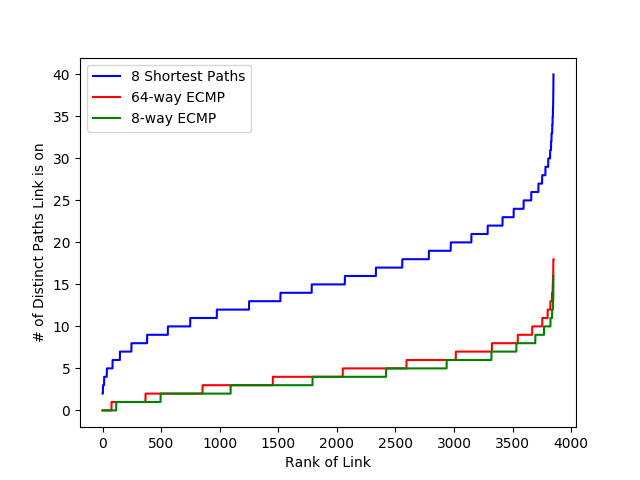 8 Shortest Paths
64-way ECMP
8-way ECMP
# of Distinct Paths Link is on
40
35
30
25
20
15
10
5
0
0 500 1000 1500 2000 2500 3000 3500 4000
Rank of Link